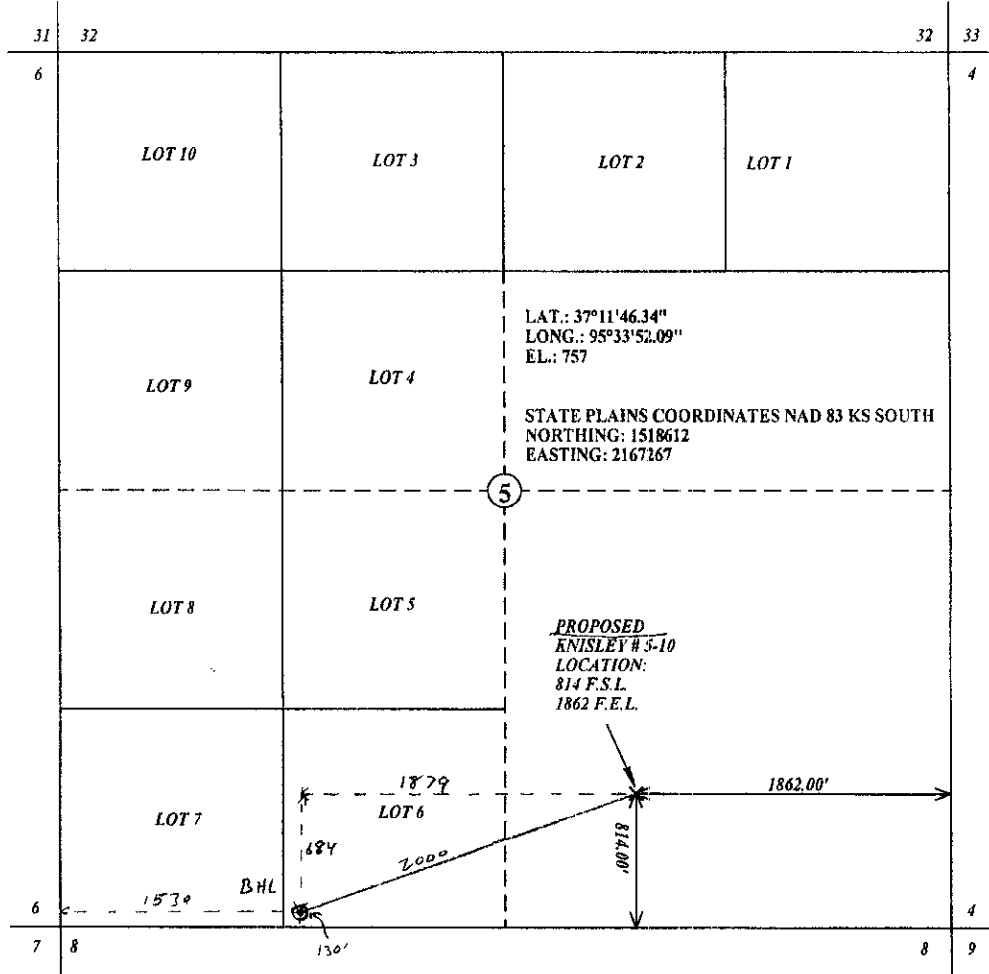 31 32 32 33
6 4
LOT 10 LOT 3 LOT 2 LOT 1
LAT.: 37°11'46.34"
LONG.: 95°33'52.09"
EL.: 757
LOT 9 LOT 4
STATE PLAINS COORDINATES NAD 83 KS SOUTH
NORTHING: 1518612
EASTING: 2167267
5
LOT 8 LOT 5
PROPOSED
KNISLEY # 5-10
LOCATION:
814 F.S.L.
1862 F.E.L.
1879 1862.00'
LOT 7 LOT 6
814.00'
684
2000
BHL
1539
6 4
7 8 130' 8 9